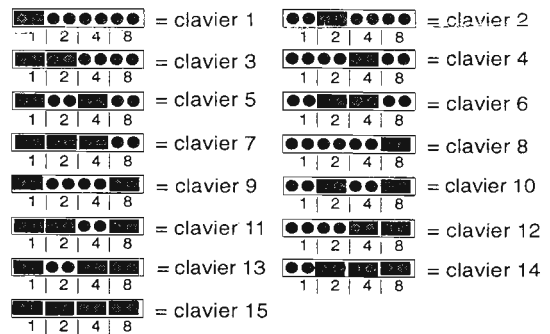 = clavier 1
1 | 2 | 4 | 8
= clavier 2
1 | 2 | 4 | 8
= clavier 3
1 | 2 | 4 | 8
= clavier 4
1 | 2 | 4 | 8
= clavier 5
1 | 2 | 4 | 8
= clavier 6
1 | 2 | 4 | 8
= clavier 7
1 | 2 | 4 | 8
= clavier 8
1 | 2 | 4 | 8
= clavier 9
1 | 2 | 4 | 8
= clavier 10
1 | 2 | 4 | 8
= clavier 11
1 | 2 | 4 | 8
= clavier 12
1 | 2 | 4 | 8
= clavier 13
1 | 2 | 4 | 8
= clavier 14
1 | 2 | 4 | 8
= clavier 15
1 | 2 | 4 | 8